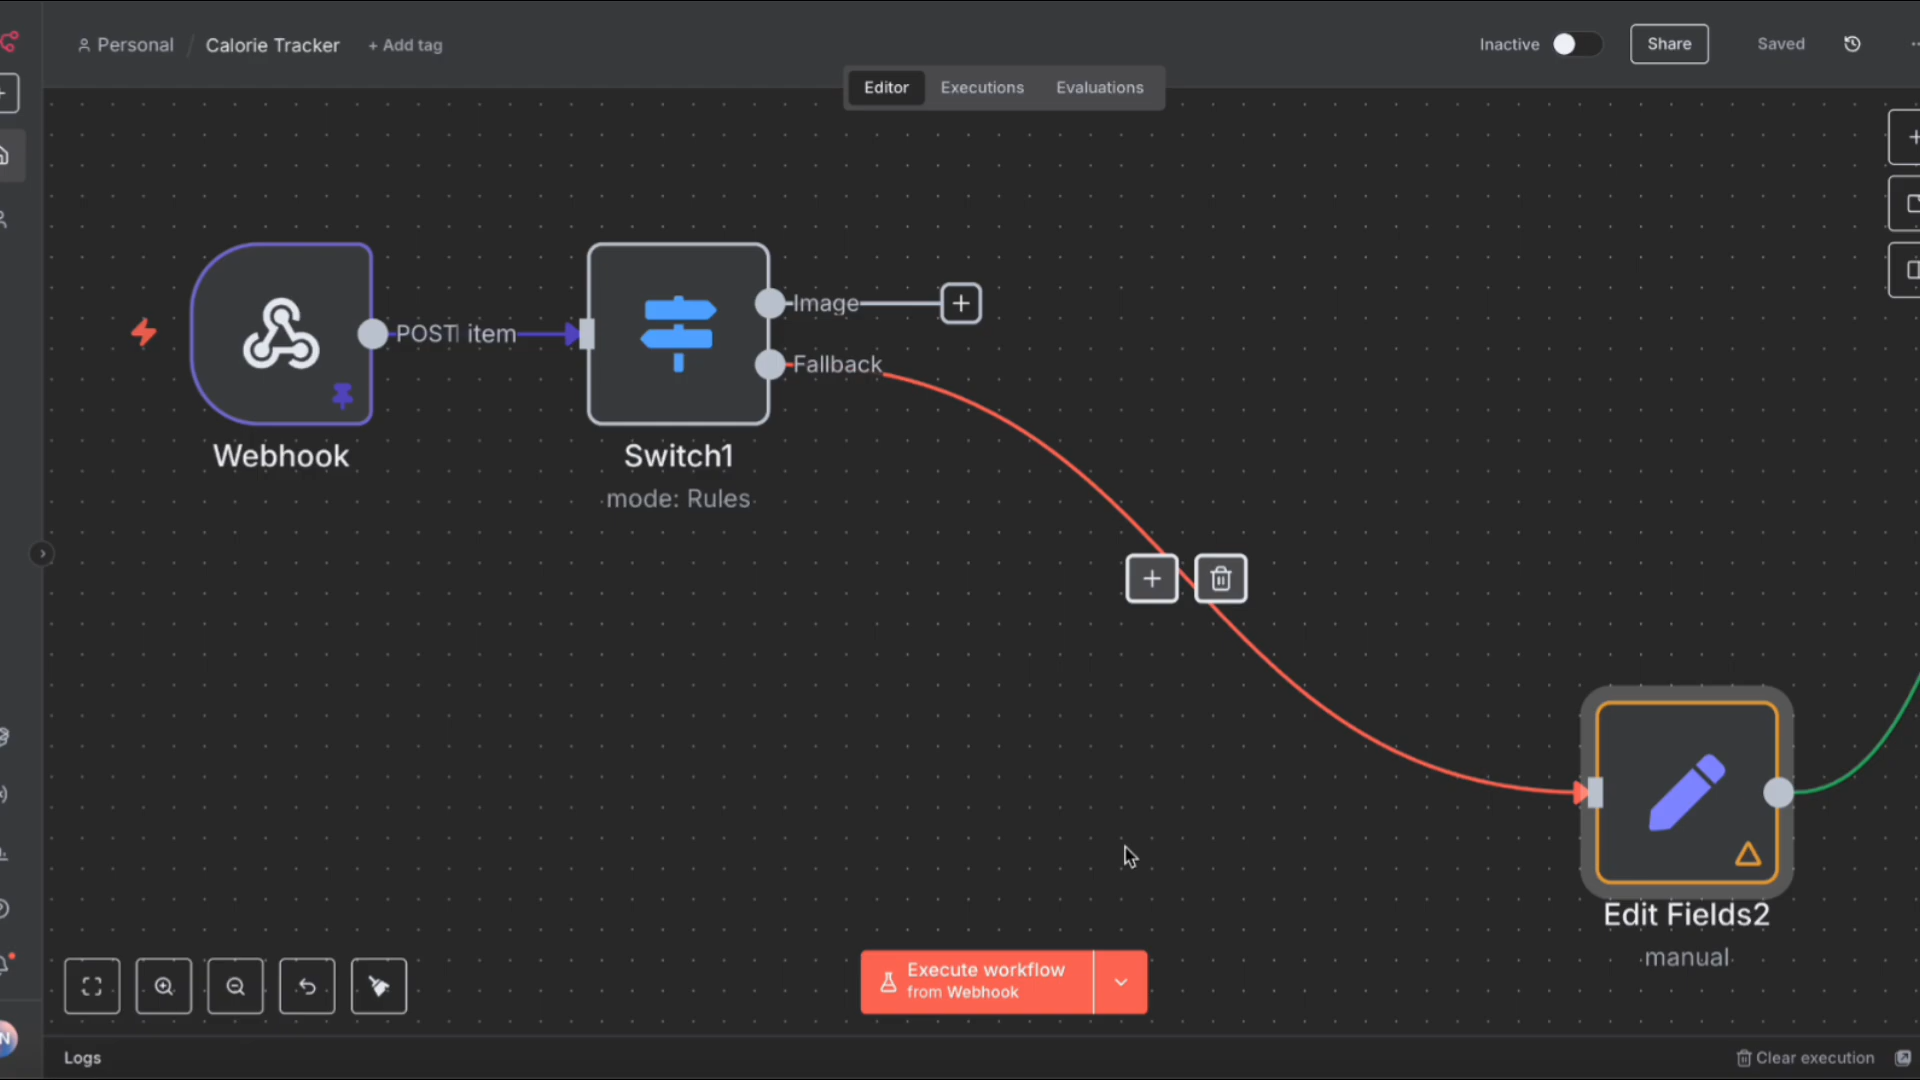 Personal / Calorie Tracker + Add tag
Inactive
Share
Saved
Editor Executions Evaluations
POST item
Image
Fallback
Webhook
Switch1
mode: Rules
Edit Fields2
manual
Execute workflow
from Webhook
N
Logs
Clear execution